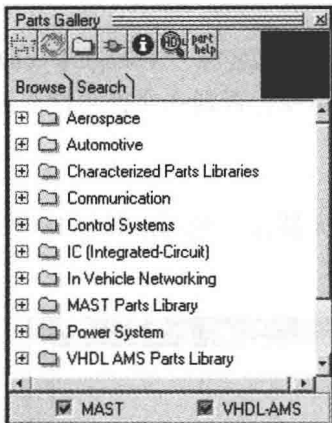 Parts Gallery
HDL part help
Browse Search
Aerospace
Automotive
Characterized Parts Libraries
Communication
Control Systems
IC (Integrated-Circuit)
In Vehicle Networking
MAST Parts Library
Power System
VHDL AMS Parts Library
MAST VHDL-AMS